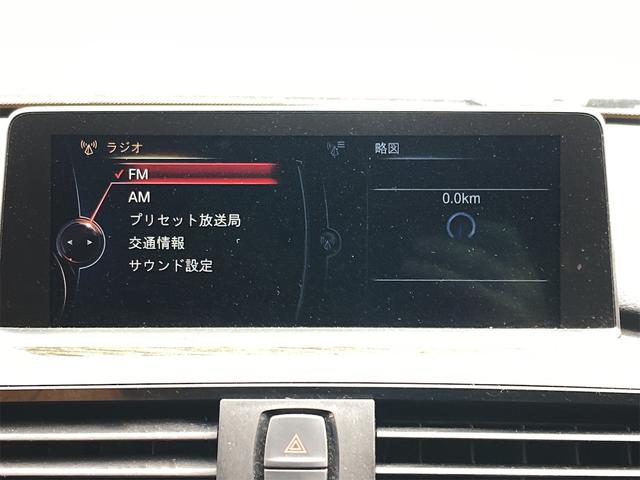 ラジオ
FM
AM
プリセット放送局
交通情報
サウンド設定
略図
0.0km